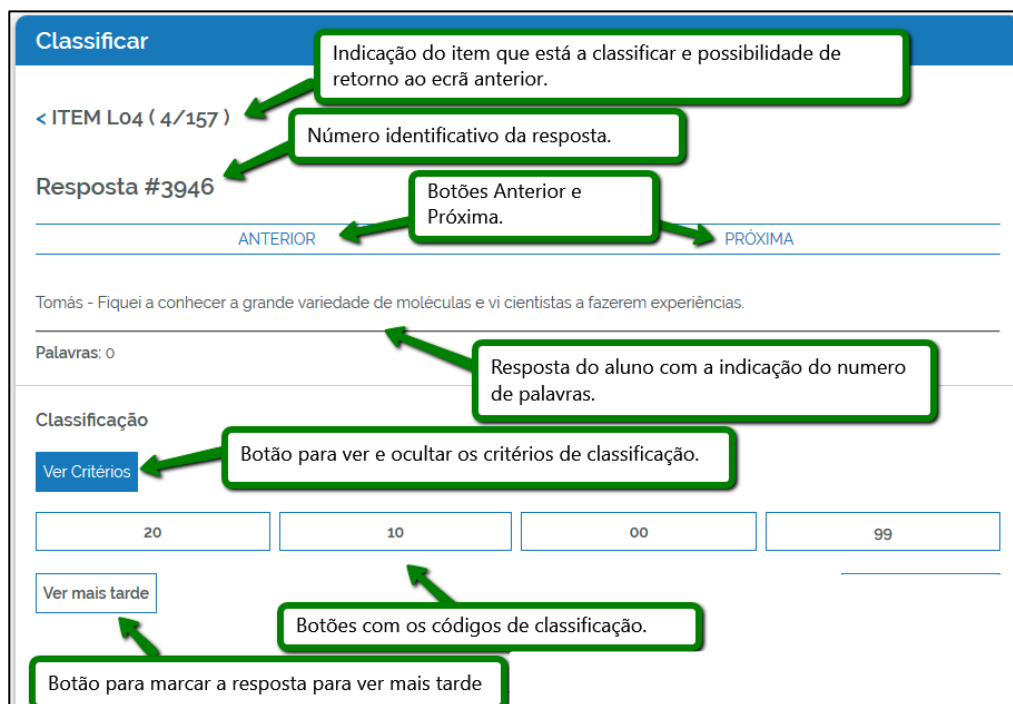 Classificar
Indicação do item que está a classificar e possibilidade de
retorno ao ecrã anterior.
< ITEM L04 ( 4/157 )
Número identificativo da resposta.
Resposta #3946
Botões Anterior e
Próxima.
ANTERIOR
PRÓXIMA
Tomás - Fiquei a conhecer a grande variedade de moléculas e vi cientistas a fazerem experiências.
Palavras: 0
Resposta do aluno com a indicação do numero
de palavras.
Classificação
Botão para ver e ocultar os critérios de classificação.
Ver Critérios
20
10
00
99
Ver mais tarde
Botões com os códigos de classificação.
Botão para marcar a resposta para ver mais tarde